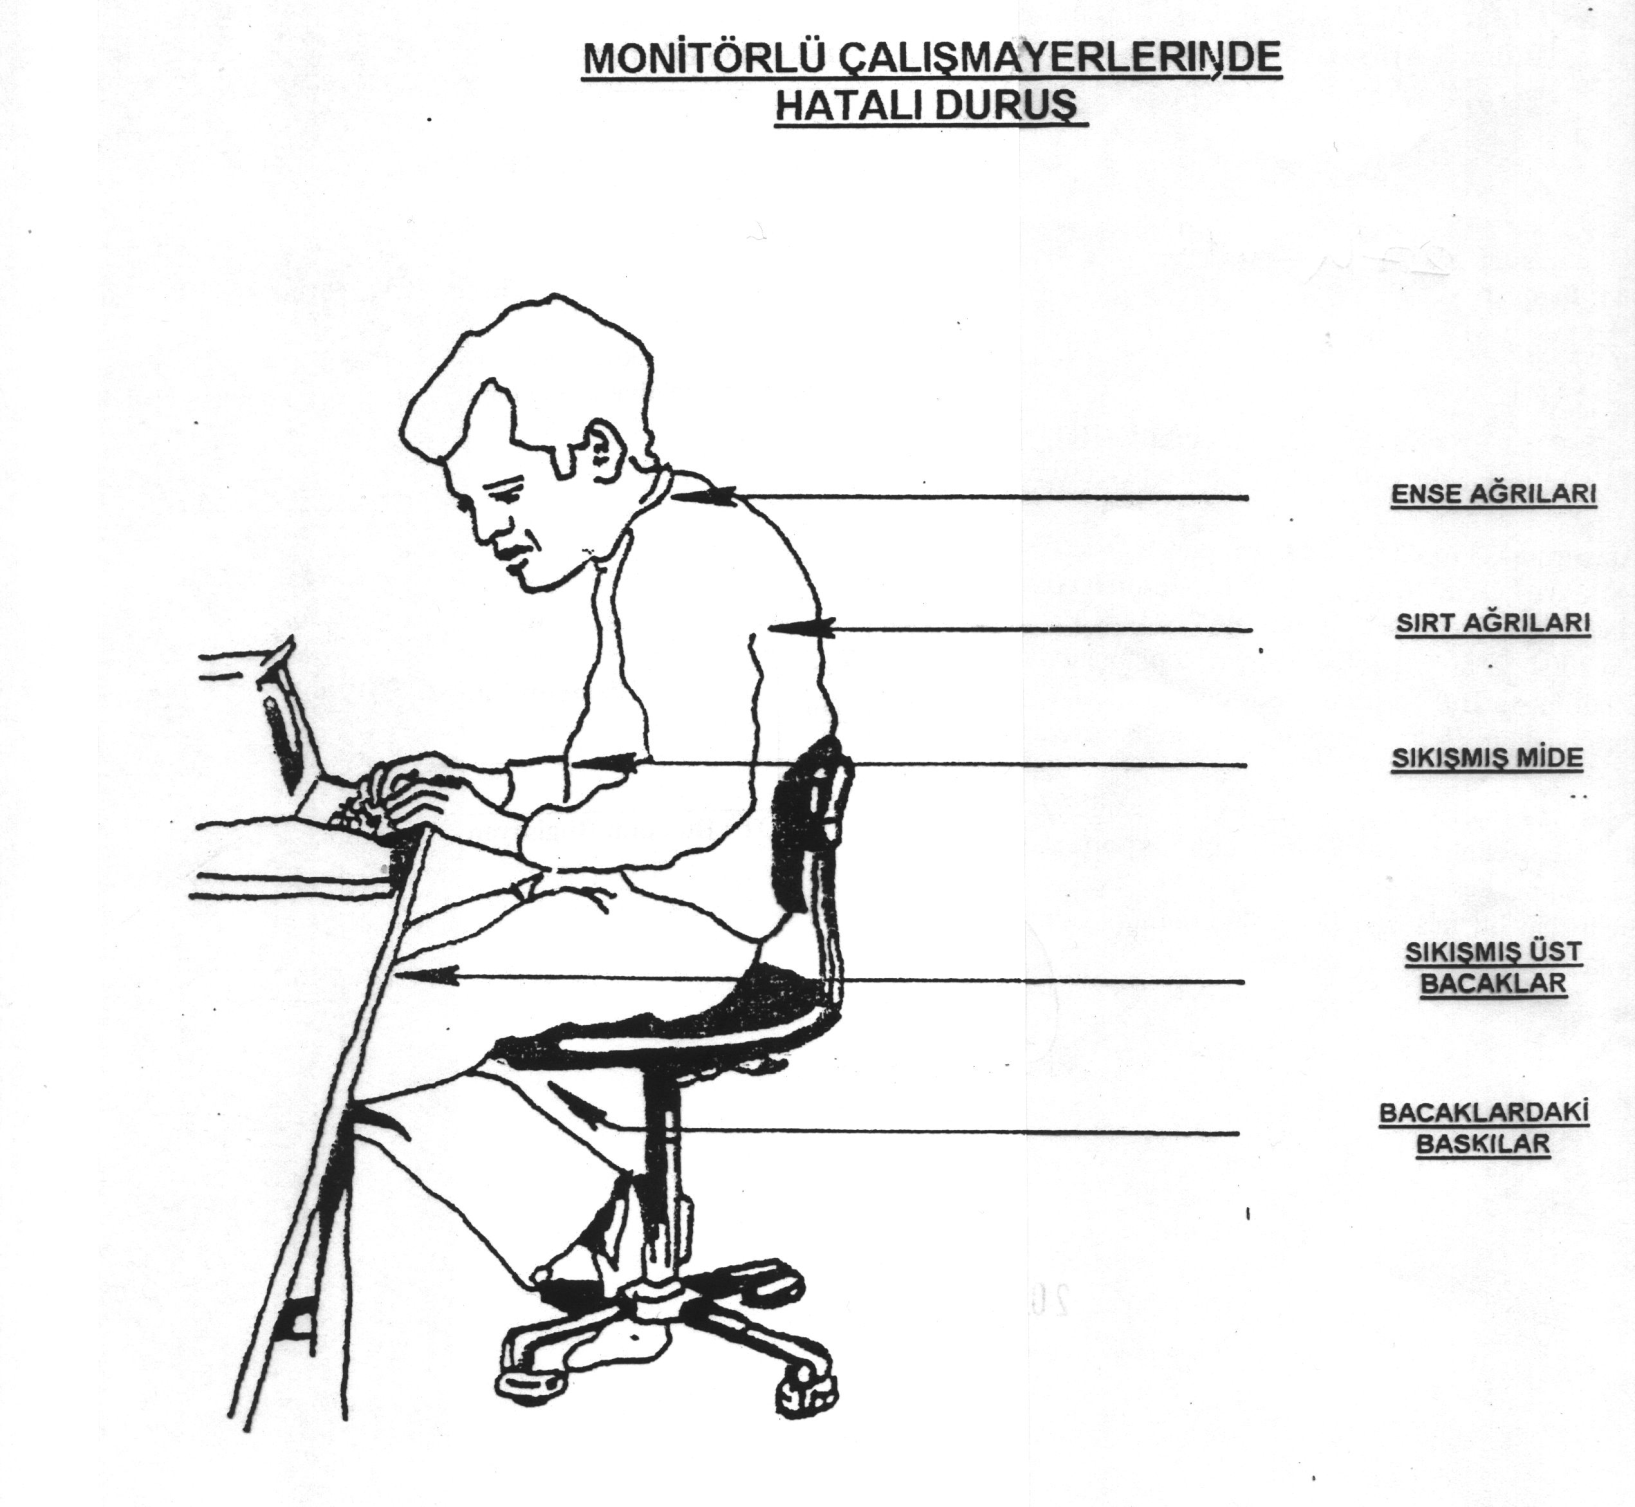 MONİTÖRLÜ ÇALIŞMAYERLERINDE
HATALI DURUŞ
ENSE AĞRILARI
SIRT AĞRILARI
SIKIŞMIŞ MİDE
SIKIŞMIŞ ÜST
BACAKLAR
BACAKLARDAKİ
BASKILAR